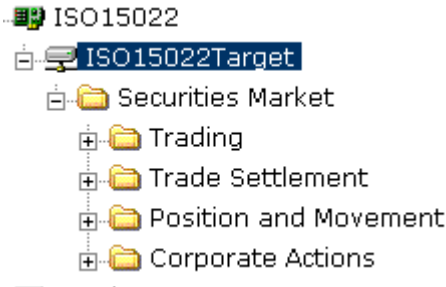 ISO15022
ISO15022Target
Securities Market
Trading
Trade Settlement
Position and Movement
Corporate Actions